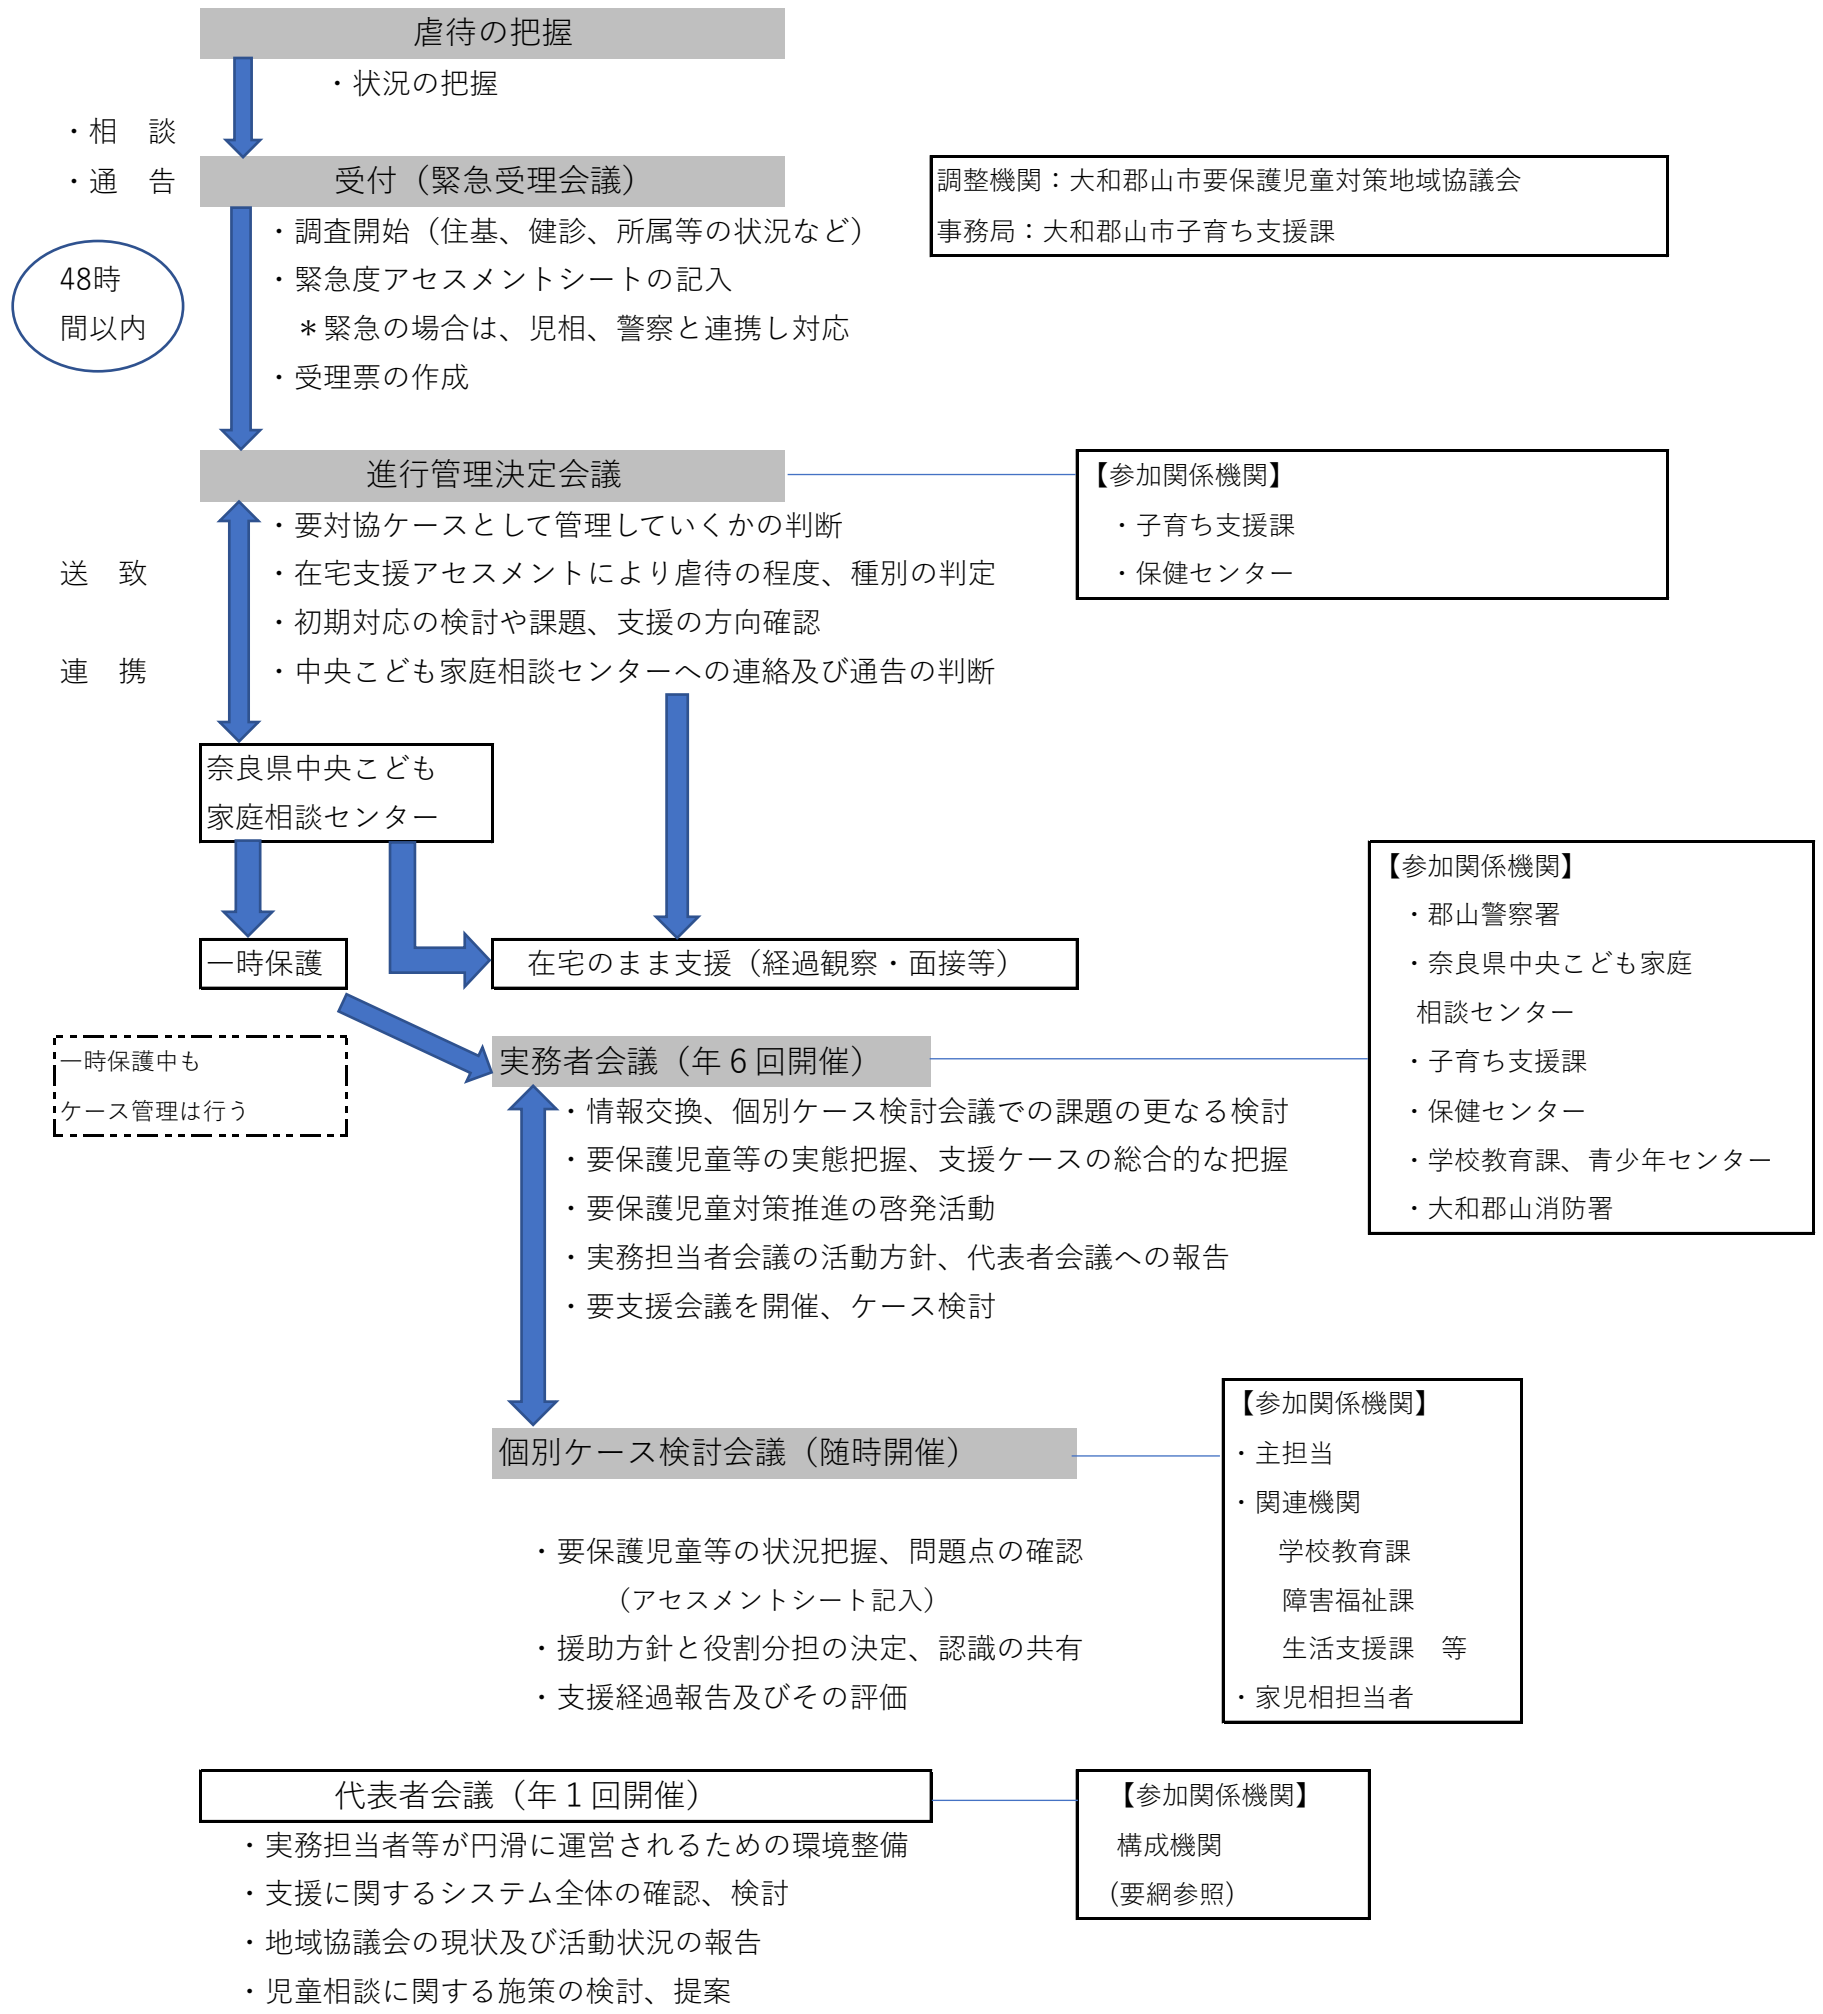 虐待の把握
・状況の把握
・相　談
・通　告
受付（緊急受理会議）
調整機関：大和郡山市要保護児童対策地域協議会
事務局：大和郡山市子育ち支援課
・調査開始（住基、健診、所属等の状況など）
・緊急度アセスメントシートの記入
＊緊急の場合は、児相、警察と連携し対応
・受理票の作成
48時
間以内
進行管理決定会議
【参加関係機関】
・子育ち支援課
・保健センター
・要対協ケースとして管理していくかの判断
・在宅支援アセスメントにより虐待の程度、種別の判定
・初期対応の検討や課題、支援の方向確認
・中央こども家庭相談センターへの連絡及び通告の判断
送　致
連　携
奈良県中央こども
家庭相談センター
一時保護
在宅のまま支援（経過観察・面接等）
一時保護中も
ケース管理は行う
実務者会議（年６回開催）
【参加関係機関】
・郡山警察署
・奈良県中央こども家庭
相談センター
・子育ち支援課
・保健センター
・学校教育課、青少年センター
・大和郡山消防署
・情報交換、個別ケース検討会議での課題の更なる検討
・要保護児童等の実態把握、支援ケースの総合的な把握
・要保護児童対策推進の啓発活動
・実務担当者会議の活動方針、代表者会議への報告
・要支援会議を開催、ケース検討
個別ケース検討会議（随時開催）
【参加関係機関】
・主担当
・関連機関
学校教育課
障害福祉課
生活支援課　等
・家児相担当者
・要保護児童等の状況把握、問題点の確認
（アセスメントシート記入）
・援助方針と役割分担の決定、認識の共有
・支援経過報告及びその評価
代表者会議（年１回開催）
【参加関係機関】
構成機関
(要網参照)
・実務担当者等が円滑に運営されるための環境整備
・支援に関するシステム全体の確認、検討
・地域協議会の現状及び活動状況の報告
・児童相談に関する施策の検討、提案